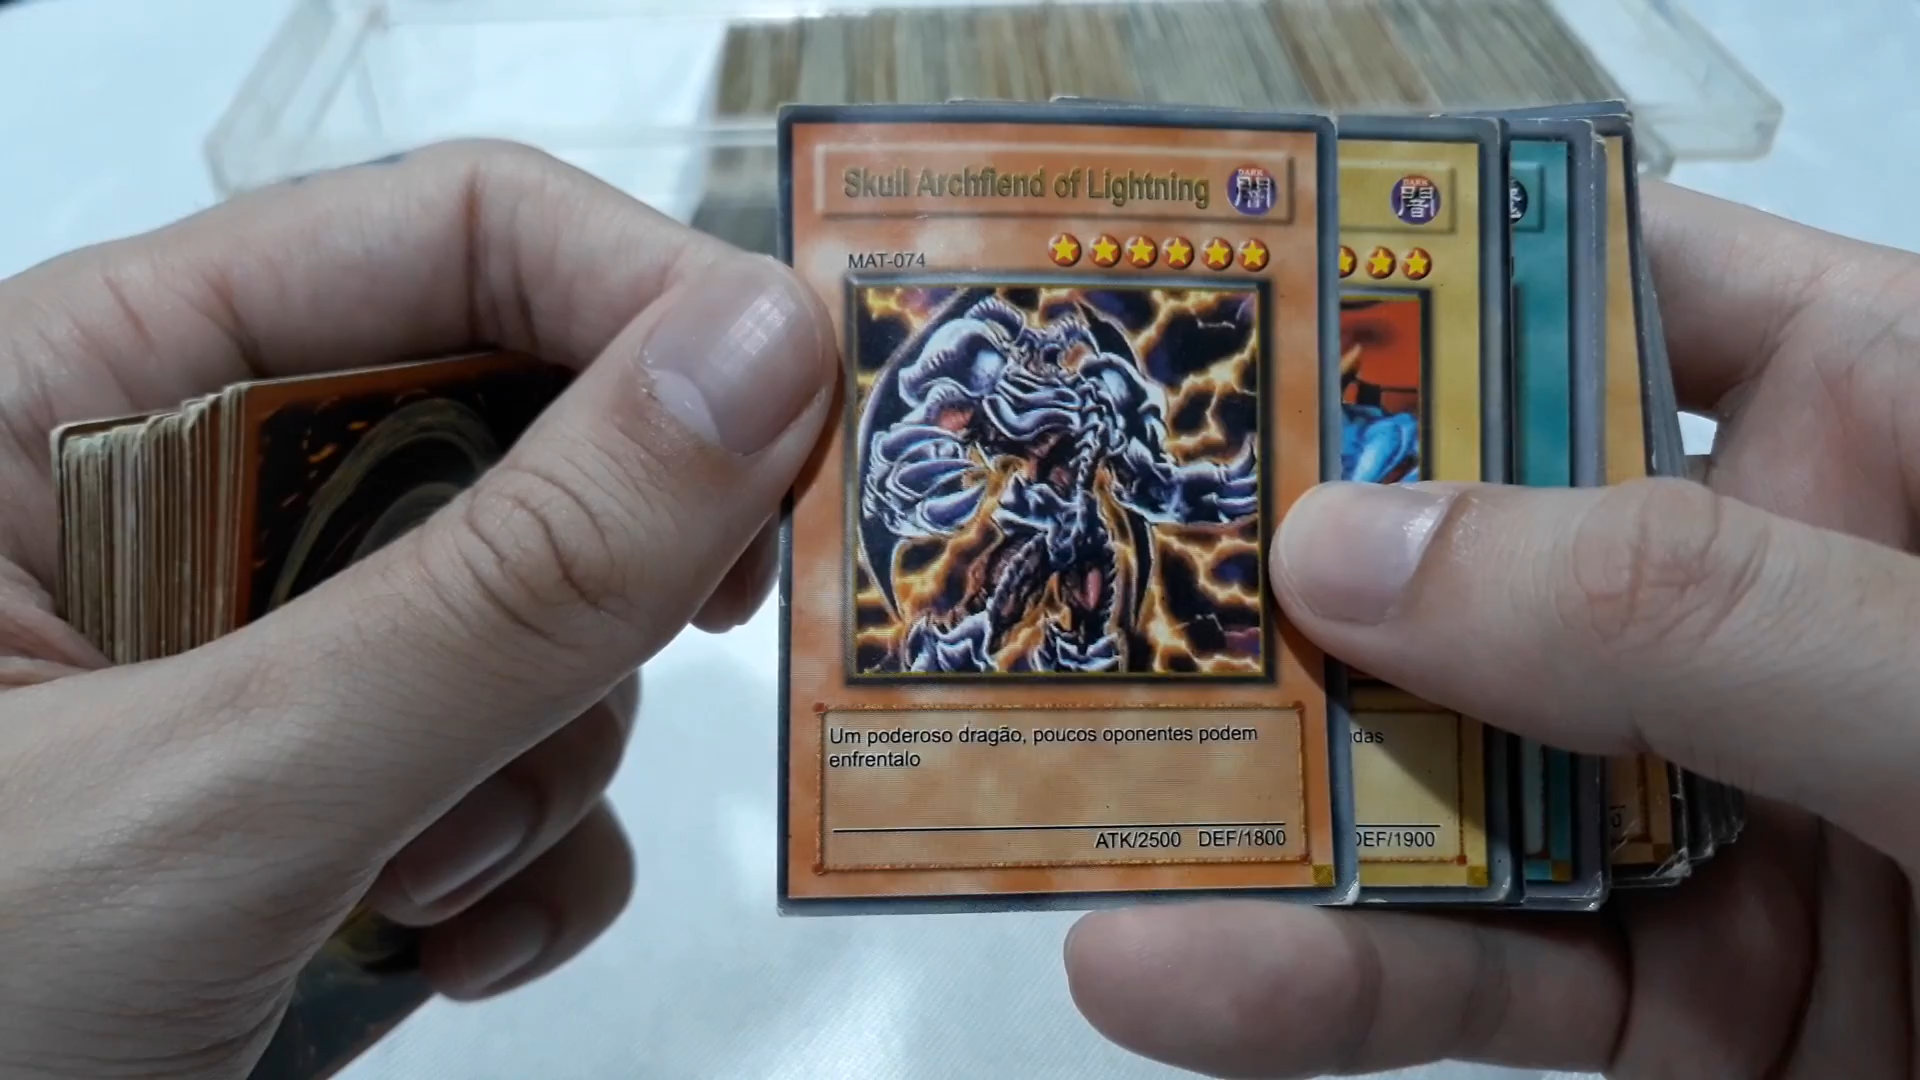 Skull Archfiend of Lightning
DARK
闇
MAT-074
Um poderoso dragão, poucos oponentes podem
enfrentalo
ATK/2500 DEF/1800
DARK
闇
DEF/1900